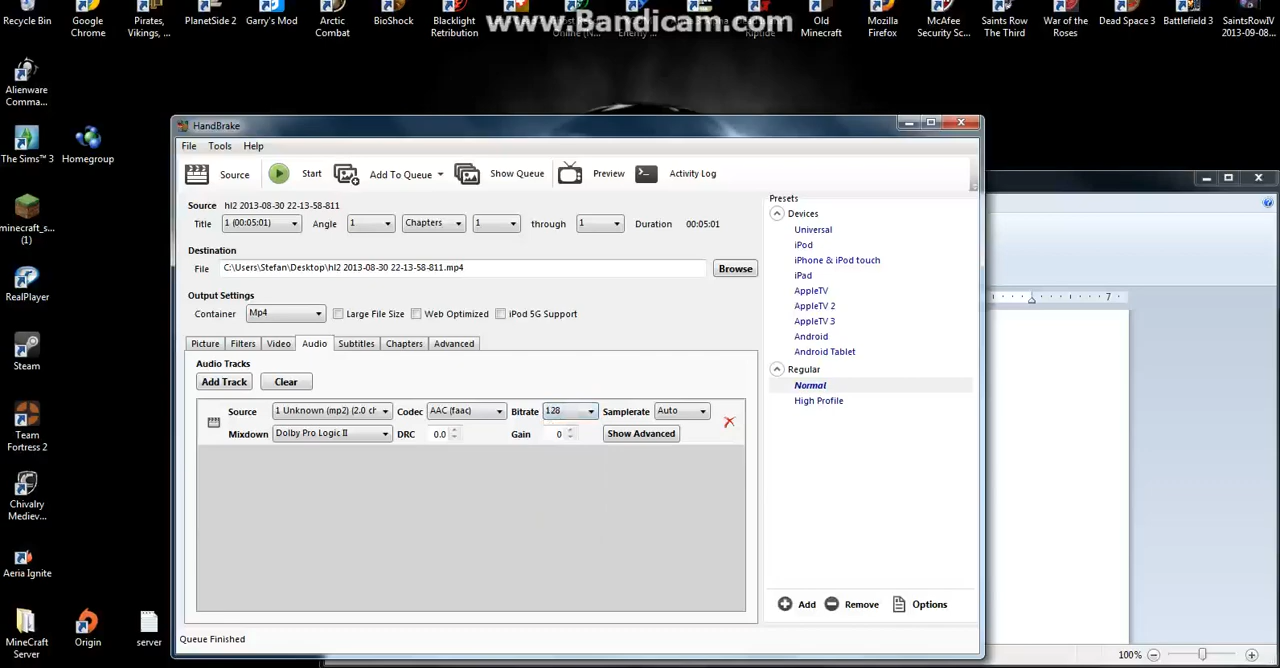 www.Bandicam.com
Recycle Bin
Google Chrome
Pirates, Vikings, ...
PlanetSide 2
Garry's Mod
Arctic Combat
BioShock
Blacklight Retribution
Old Minecraft
Mozilla Firefox
McAfee Security Sc...
Saints Row The Third
War of the Roses
Dead Space 3
Battlefield 3
SaintsRowIV 2013-09-08...
Alienware Comma...
The Sims™ 3
Homegroup
minecraft_s... (1)
RealPlayer
Steam
Team Fortress 2
Chivalry Mediev...
Aeria Ignite
MineCraft Server
Origin
server
HandBrake
File Tools Help
Source Start Add To Queue Show Queue Preview Activity Log
Source hl2 2013-08-30 22-13-58-811
Title 1 (00:05:01) Angle 1 Chapters 1 through 1 Duration 00:05:01
Destination
File C:\Users\Stefan\Desktop\hl2 2013-08-30 22-13-58-811.mp4 Browse
Output Settings
Container Mp4 Large File Size Web Optimized iPod 5G Support
Picture Filters Video Audio Subtitles Chapters Advanced
Audio Tracks
Add Track Clear
Source 1 Unknown (mp2) (2.0 ch Codec AAC (faac) Bitrate 128 Samplerate Auto
Mixdown Dolby Pro Logic II DRC 0.0 Gain 0 Show Advanced
Queue Finished
Presets
Devices
Universal
iPod
iPhone & iPod touch
iPad
AppleTV
AppleTV 2
AppleTV 3
Android
Android Tablet
Regular
Normal
High Profile
Add Remove Options
7
100%